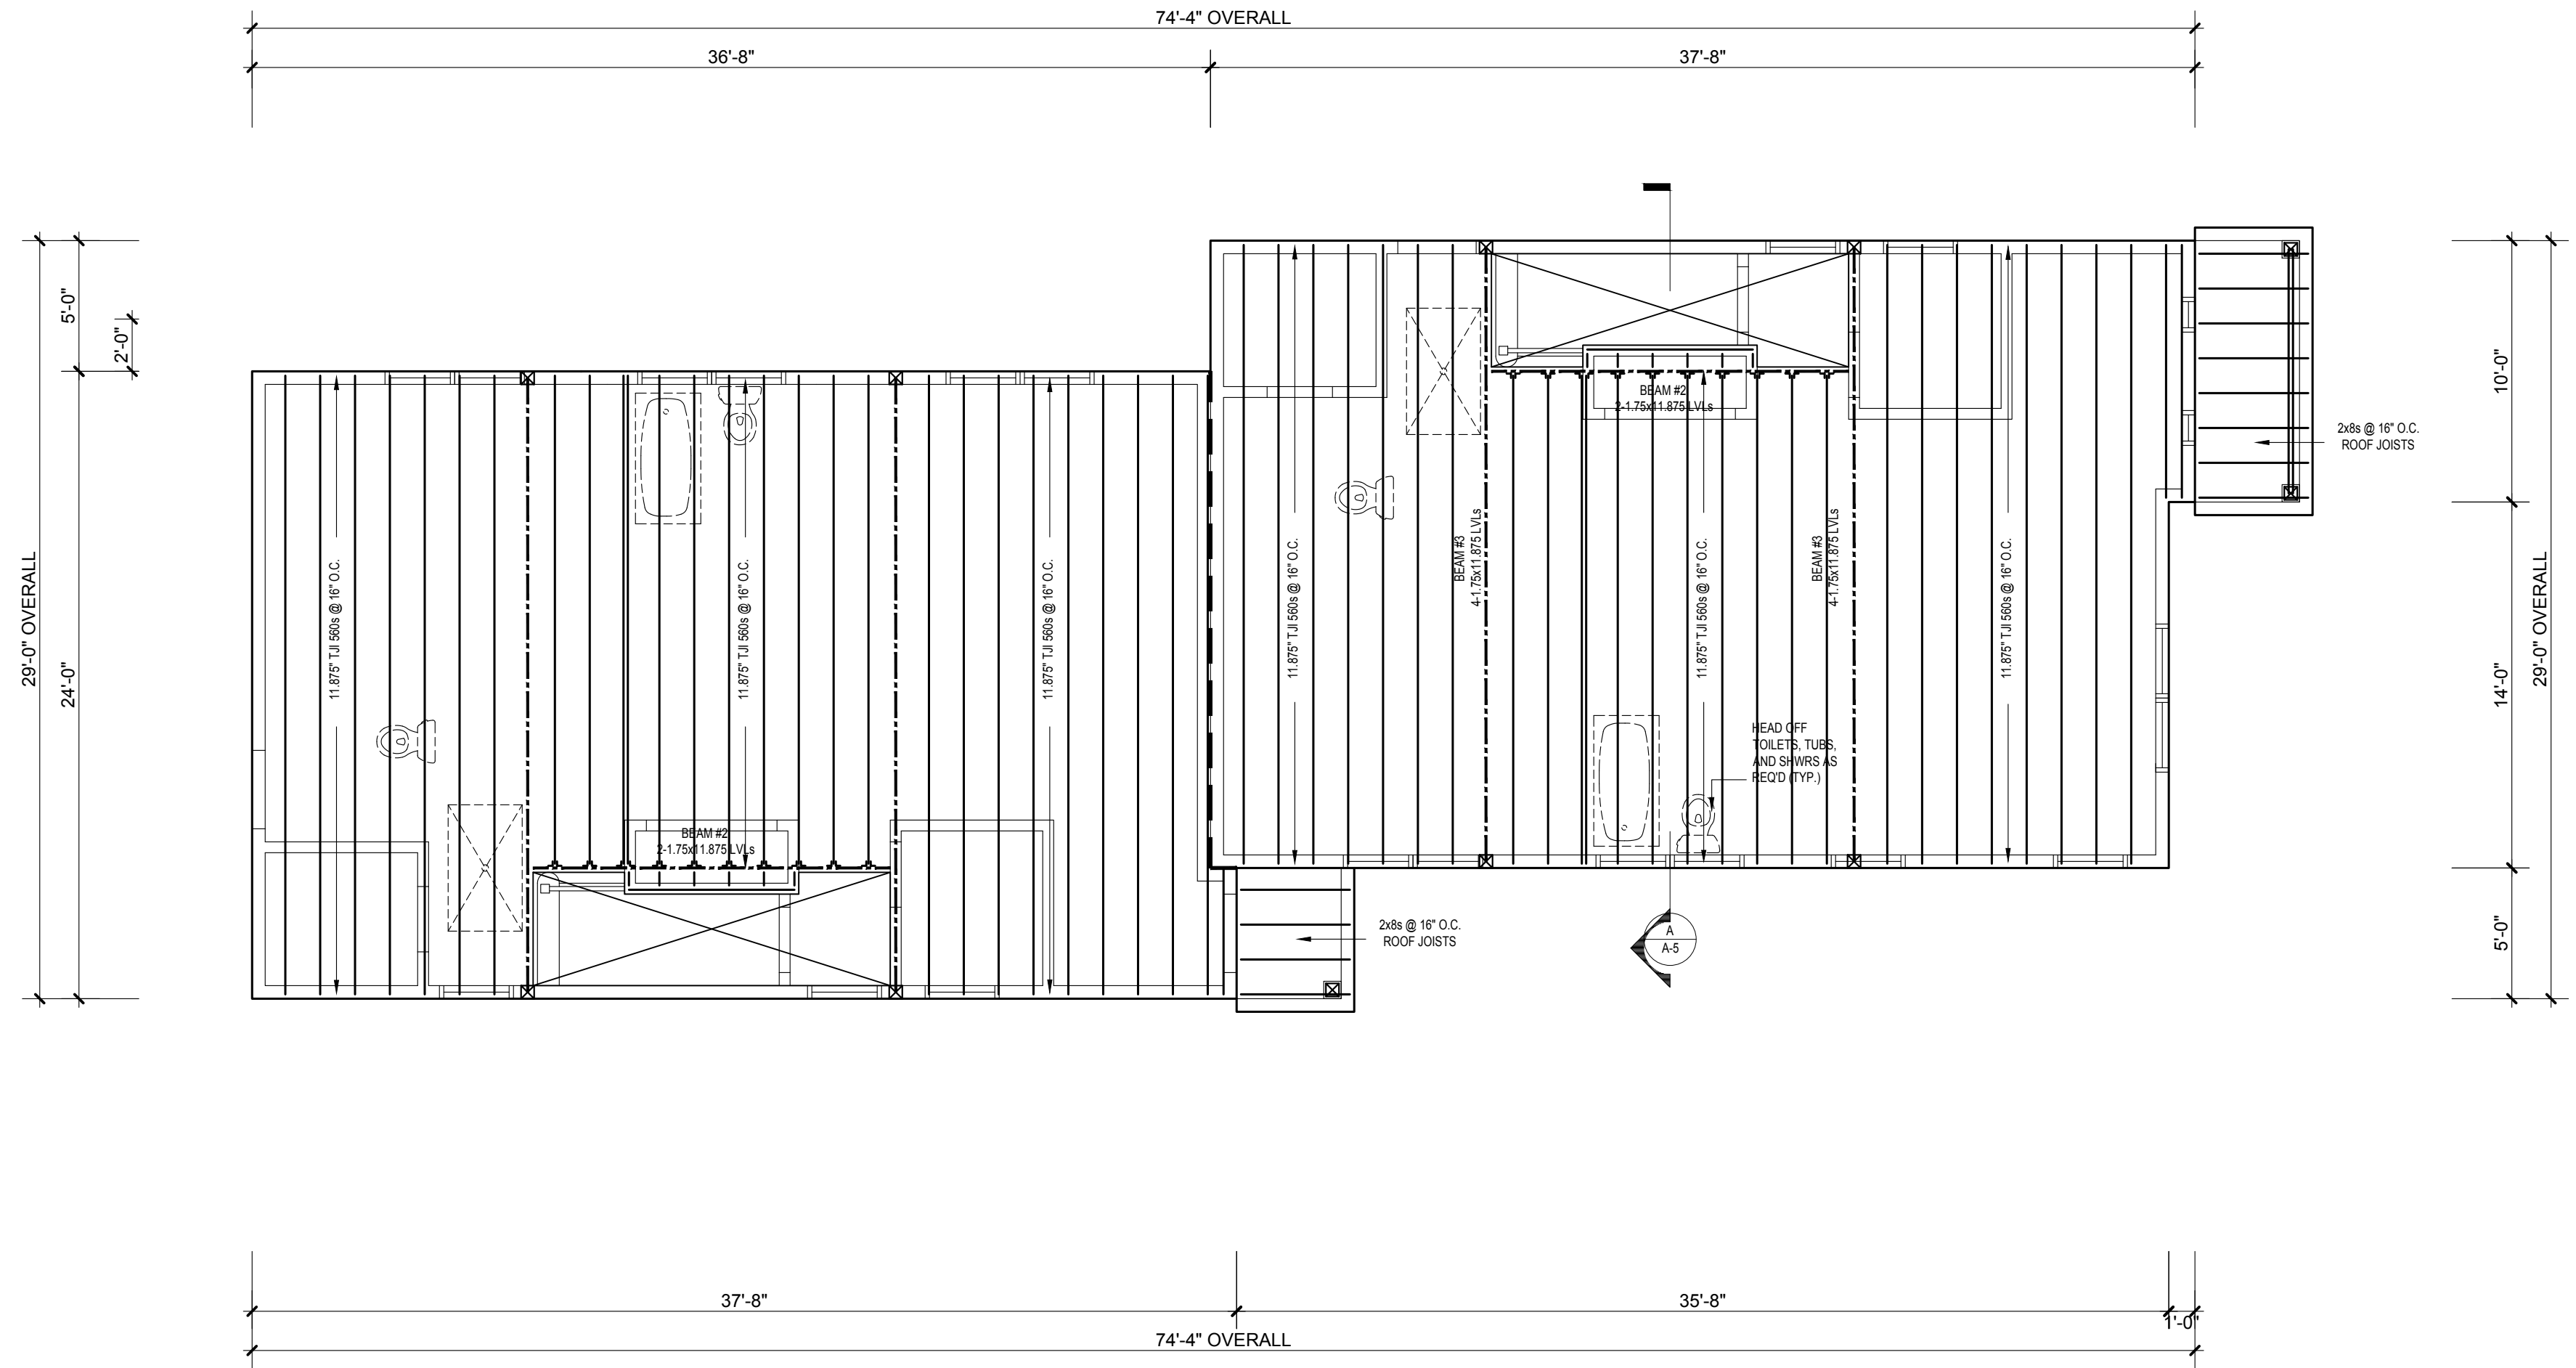 74'-4" OVERALL
36'-8"
37'-8"
5'-0"
2'-0"
29'-0" OVERALL
24'-0"
11.875" TJI 560s @ 16" O.C.
11.875" TJI 560s @ 16" O.C.
11.875" TJI 560s @ 16" O.C.
BEAM #2
2-1.75x11.875 LVLs
11.875" TJI 560s @ 16" O.C.
BEAM #3
4-1.75x11.875 LVLs
BEAM #2
2-1.75x11.875 LVLs
11.875" TJI 560s @ 16" O.C.
BEAM #3
4-1.75x11.875 LVLs
11.875" TJI 560s @ 16" O.C.
HEAD OFF
TOILETS, TUBS,
AND SHWRS AS
REQ'D (TYP.)
2x8s @ 16" O.C.
ROOF JOISTS
2x8s @ 16" O.C.
ROOF JOISTS
A
A-5
10'-0"
14'-0"
29'-0" OVERALL
5'-0"
37'-8"
35'-8"
1'-0"
74'-4" OVERALL